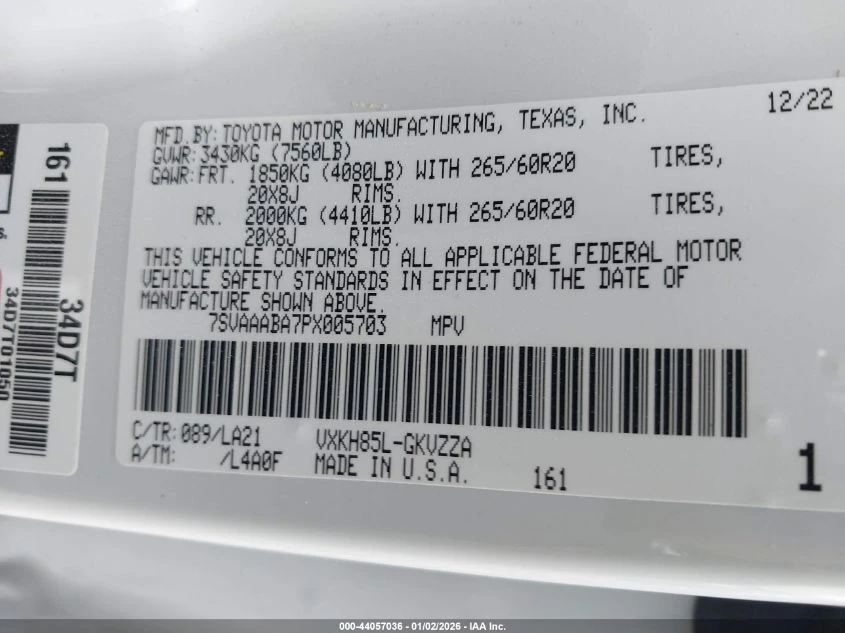 12/22
MFD. BY: TOYOTA MOTOR MANUFACTURING, TEXAS, INC.
GVWR: 3430KG (7560LB)
GAWR: FRT. 1850KG (4080LB) WITH 265/60R20 TIRES,
20X8J RIMS.
RR. 2000KG (4410LB) WITH 265/60R20 TIRES,
20X8J RIMS.
THIS VEHICLE CONFORMS TO ALL APPLICABLE FEDERAL MOTOR
VEHICLE SAFETY STANDARDS IN EFFECT ON THE DATE OF
MANUFACTURE SHOWN ABOVE.
7SVAAABA7PX005703 MPV
C/TR: 089/LA21 VXKH85L-GKVZZA
A/TM: /L4A0F MADE IN U.S.A. 161
1
161
34D7T
34D7T01050
000-44057036 - 01/02/2026 - IAA Inc.